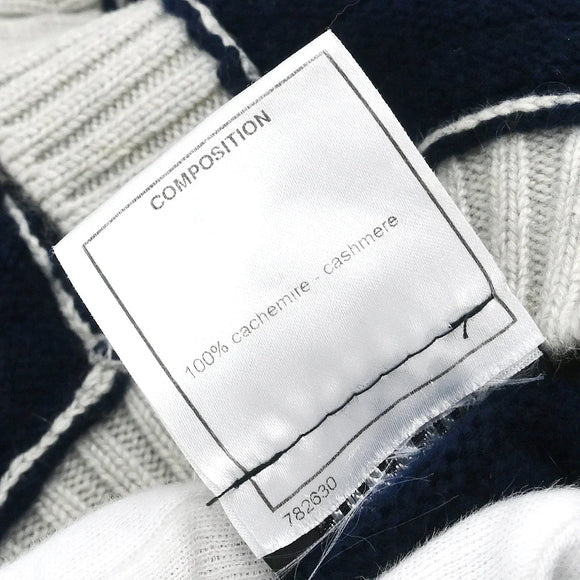 COMPOSITION
100% cachemire - cashmere
782630